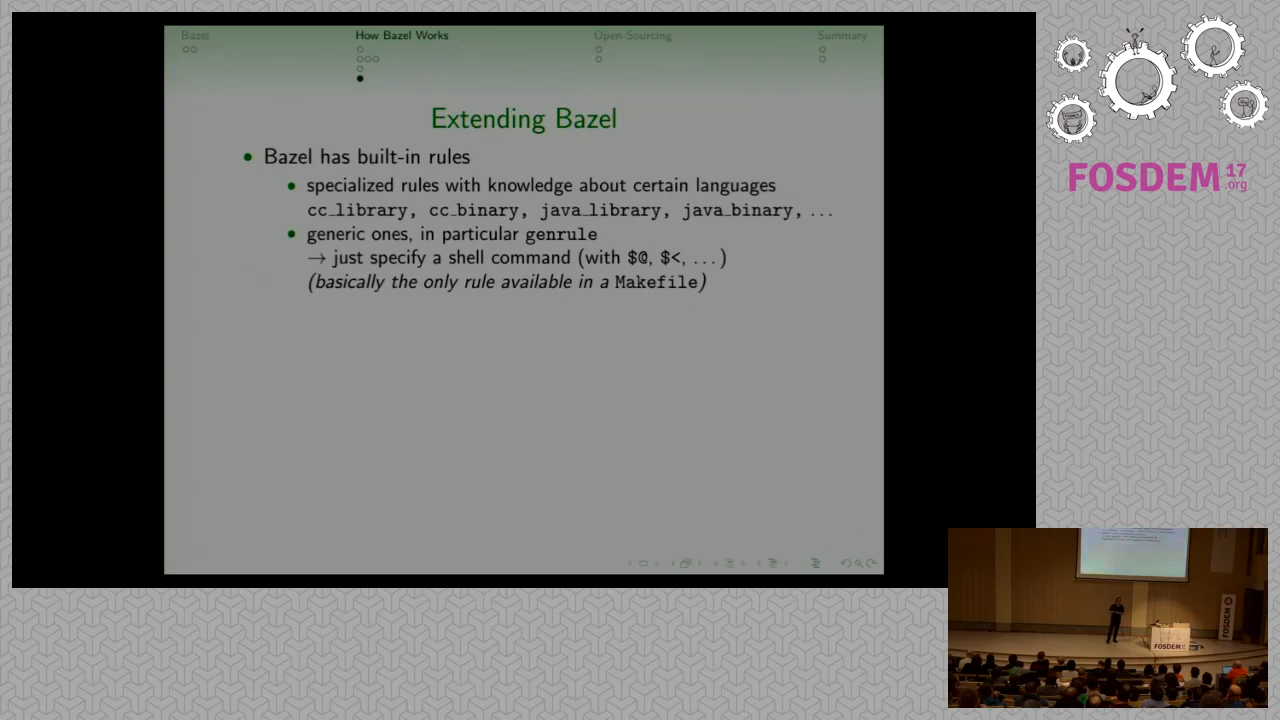 Bazel
How Bazel Works
Open-Sourcing
Summary
Extending Bazel
• Bazel has built-in rules
• specialized rules with knowledge about certain languages
cc_library, cc_binary, java_library, java_binary, ...
• generic ones, in particular genrule
→ just specify a shell command (with $@, $<, ...)
(basically the only rule available in a Makefile)
FOSDEM 17
.org
FOSDEM
FOSDEM